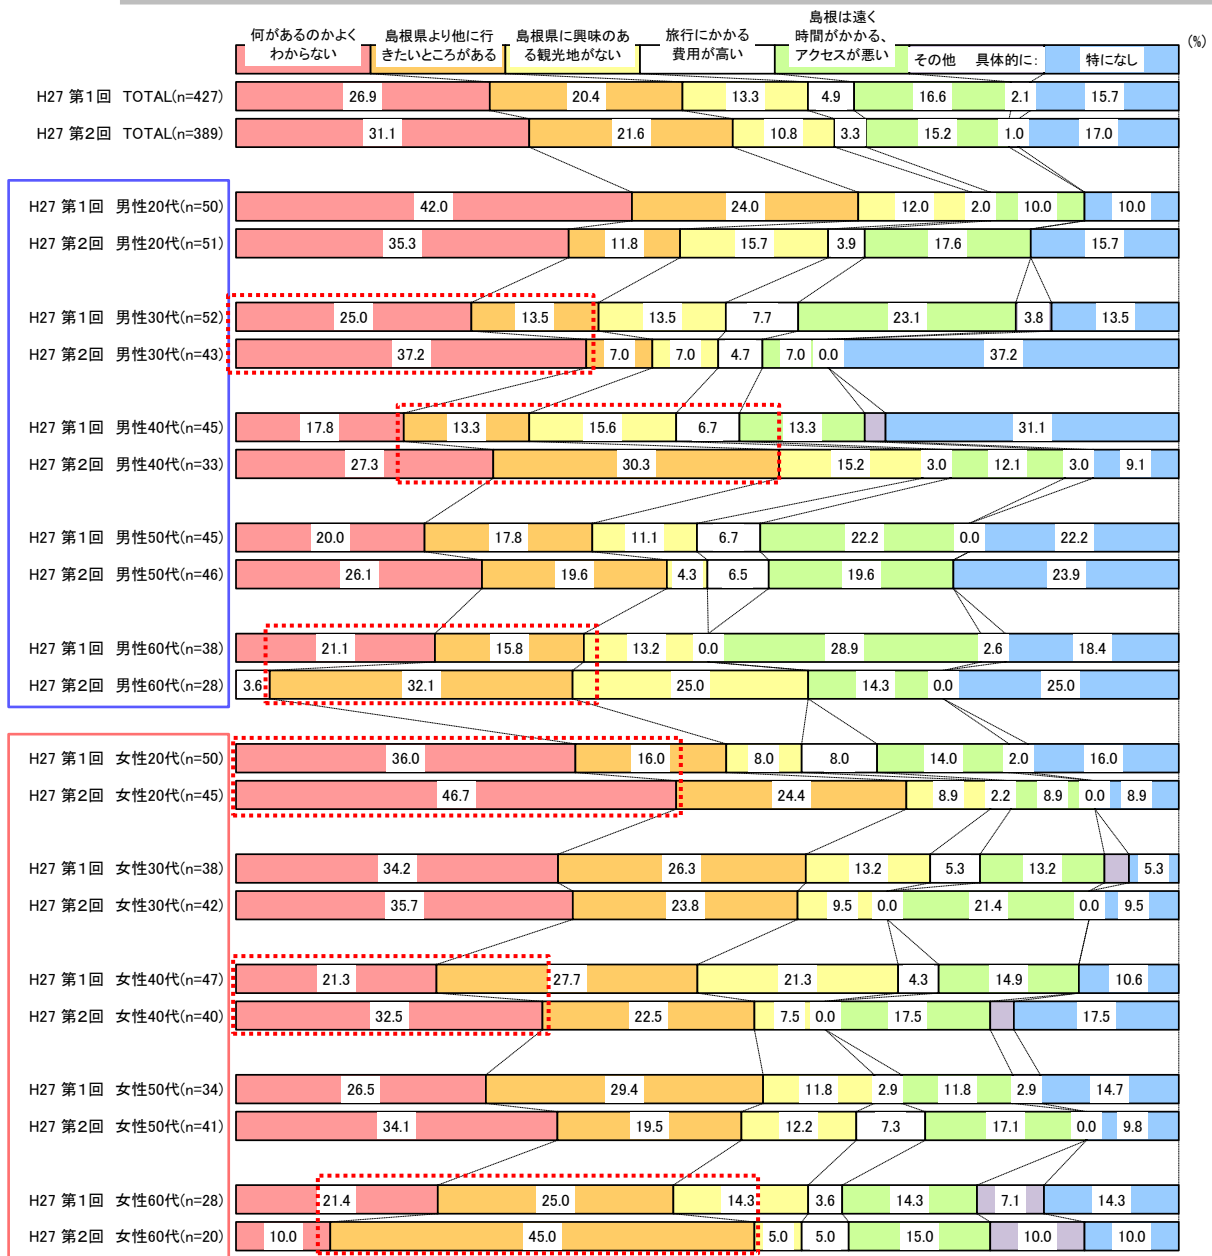 何があるのかよく
わからない
島根県より他に行
きたいところがある
島根県に興味のあ
る観光地がない
旅行にかかる
費用が高い
島根は遠く
時間がかかる、
アクセスが悪い
その他 具体的に:
特になし
(%)
H27 第1回 TOTAL(n=427) 26.9 20.4 13.3 4.9 16.6 2.1 15.7
H27 第2回 TOTAL(n=389) 31.1 21.6 10.8 3.3 15.2 1.0 17.0
H27 第1回 男性20代(n=50) 42.0 24.0 12.0 2.0 10.0 10.0
H27 第2回 男性20代(n=51) 35.3 11.8 15.7 3.9 17.6 15.7
H27 第1回 男性30代(n=52) 25.0 13.5 13.5 7.7 23.1 3.8 13.5
H27 第2回 男性30代(n=43) 37.2 7.0 7.0 4.7 7.0 0.0 37.2
H27 第1回 男性40代(n=45) 17.8 13.3 15.6 6.7 13.3 31.1
H27 第2回 男性40代(n=33) 27.3 30.3 15.2 3.0 12.1 3.0 9.1
H27 第1回 男性50代(n=45) 20.0 17.8 11.1 6.7 22.2 0.0 22.2
H27 第2回 男性50代(n=46) 26.1 19.6 4.3 6.5 19.6 23.9
H27 第1回 男性60代(n=38) 21.1 15.8 13.2 0.0 28.9 2.6 18.4
H27 第2回 男性60代(n=28) 3.6 32.1 25.0 14.3 0.0 25.0
H27 第1回 女性20代(n=50) 36.0 16.0 8.0 8.0 14.0 2.0 16.0
H27 第2回 女性20代(n=45) 46.7 24.4 8.9 2.2 8.9 0.0 8.9
H27 第1回 女性30代(n=38) 34.2 26.3 13.2 5.3 13.2 5.3
H27 第2回 女性30代(n=42) 35.7 23.8 9.5 0.0 21.4 0.0 9.5
H27 第1回 女性40代(n=47) 21.3 27.7 21.3 4.3 14.9 10.6
H27 第2回 女性40代(n=40) 32.5 22.5 7.5 0.0 17.5 17.5
H27 第1回 女性50代(n=34) 26.5 29.4 11.8 2.9 11.8 2.9 14.7
H27 第2回 女性50代(n=41) 34.1 19.5 12.2 7.3 17.1 0.0 9.8
H27 第1回 女性60代(n=28) 21.4 25.0 14.3 3.6 14.3 7.1 14.3
H27 第2回 女性60代(n=20) 10.0 45.0 5.0 5.0 15.0 10.0 10.0